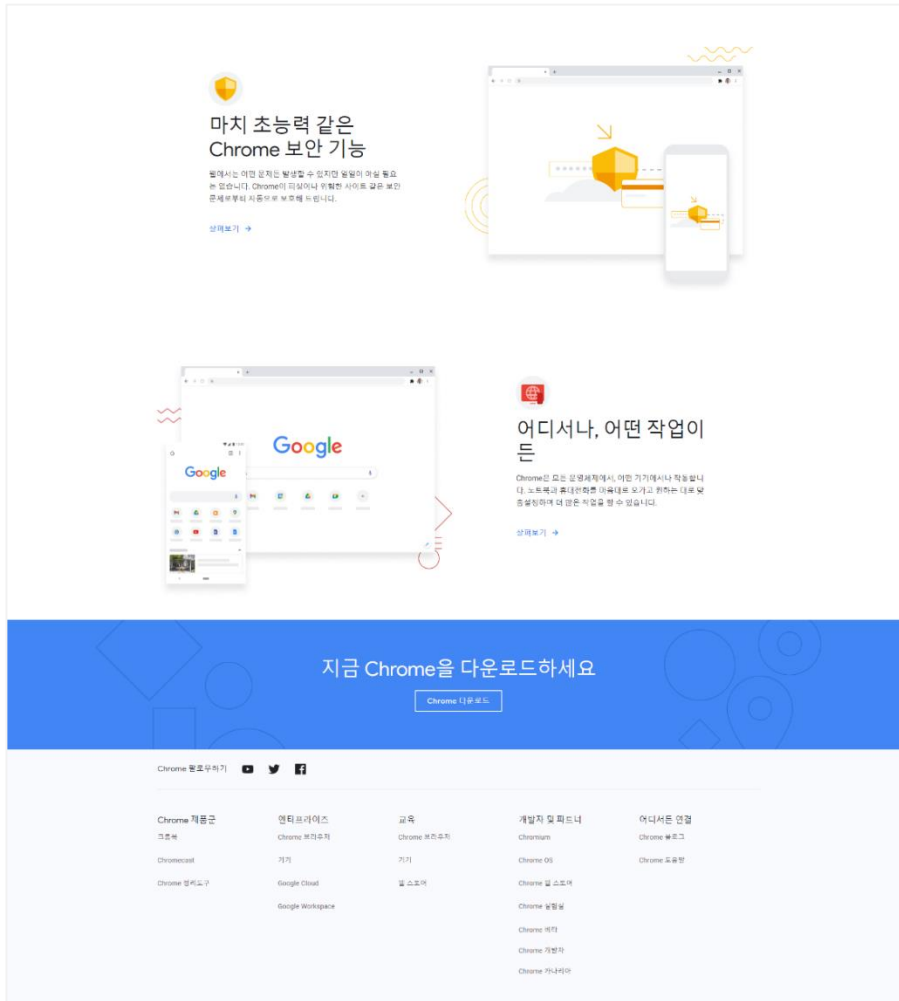 마치 초능력 같은
Chrome 보안 기능
웹에서는 어떤 문제든 발생할 수 있지만 일일이 아실 필요
는 없습니다. Chrome이 피싱이나 위험한 사이트 같은 보안
문제로부터 자동으로 보호해 드립니다.
살펴보기
Google
Google
어디서나, 어떤 작업이
든
Chrome은 모든 운영체제에서, 어떤 기기에서나 작동합니
다. 노트북과 휴대전화를 마음대로 오가고 원하는 대로 맞
춤설정하여 더 많은 작업을 할 수 있습니다.
살펴보기
지금 Chrome을 다운로드하세요
Chrome 다운로드
Chrome 팔로우하기
Chrome 제품군
크롬북
Chromecast
Chrome 정리도구
엔터프라이즈
Chrome 브라우저
기기
Google Cloud
Google Workspace
교육
Chrome 브라우저
기기
웹 스토어
개발자 및 파트너
Chromium
Chrome OS
Chrome 웹 스토어
Chrome 실험실
Chrome 베타
Chrome 개발자
Chrome 카나리아
어디서든 연결
Chrome 블로그
Chrome 도움말